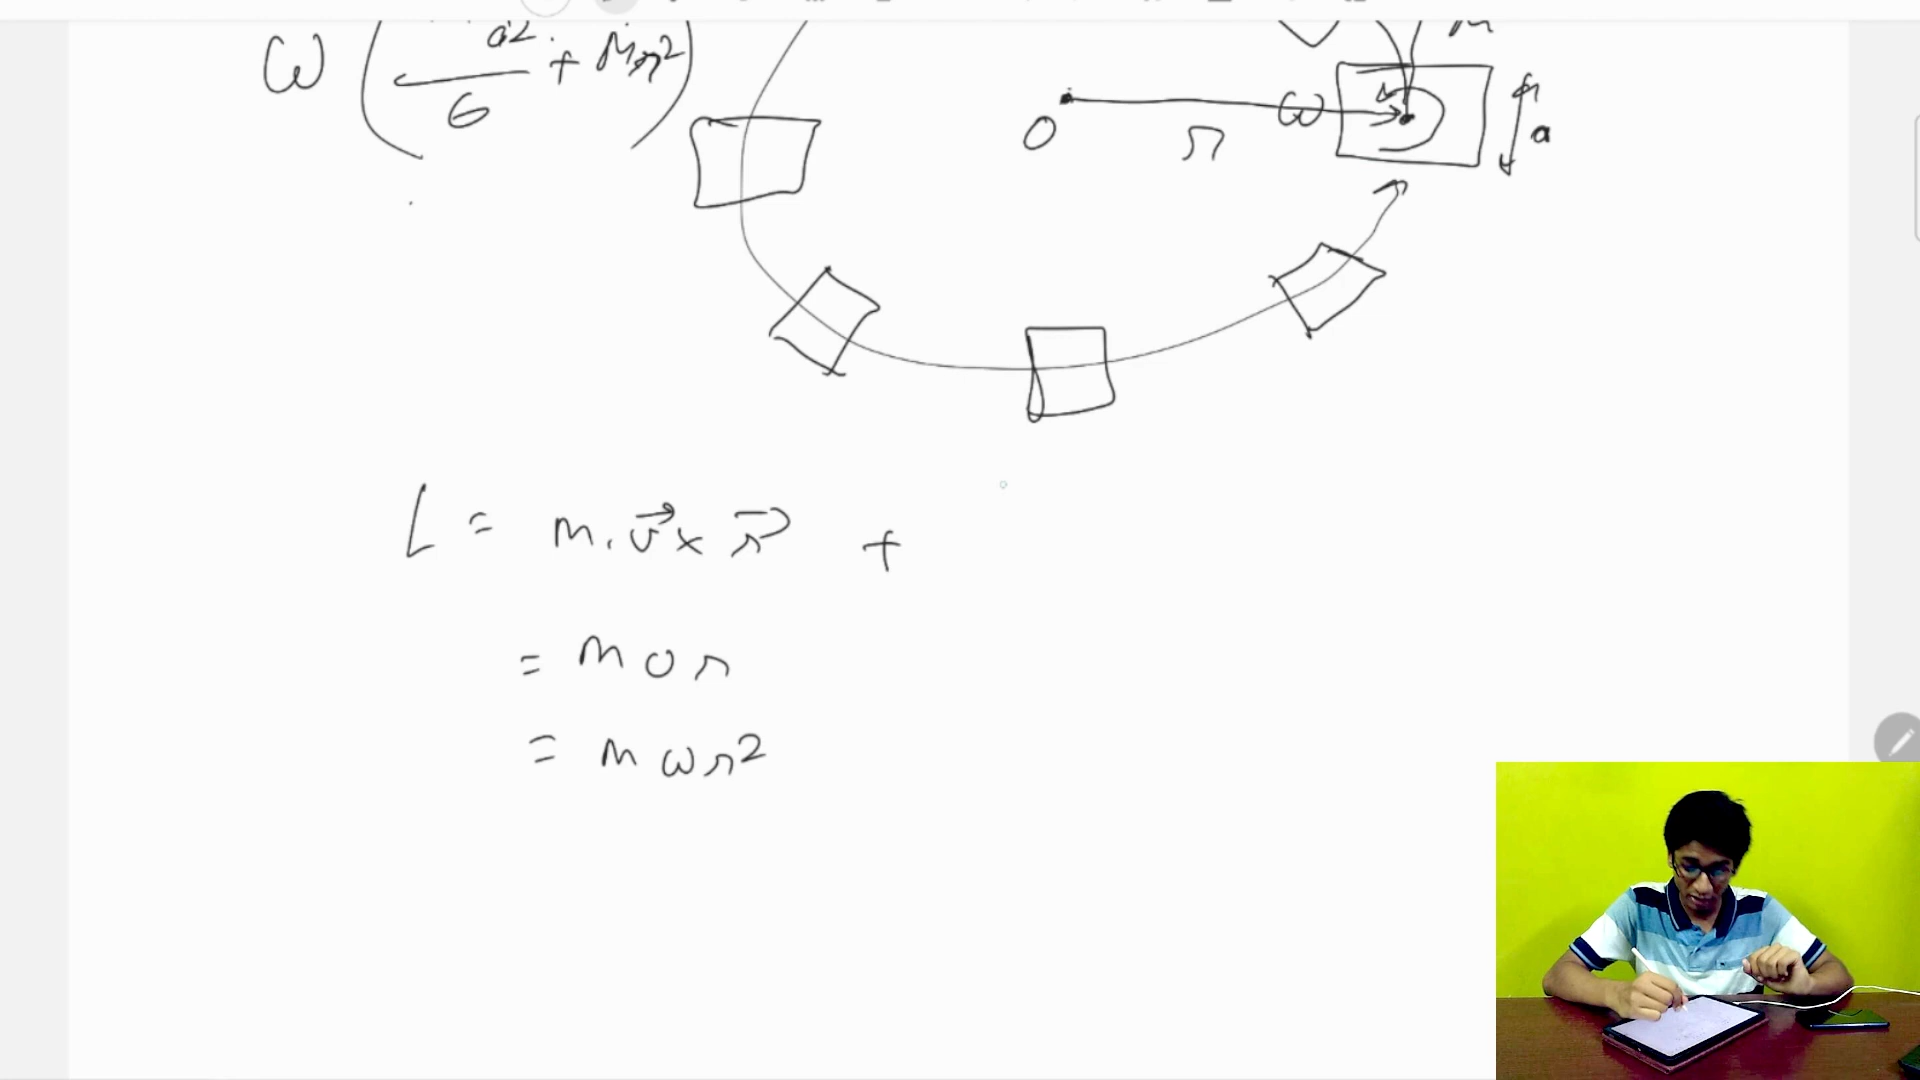 ω ( a² / 6 + Mr² )
m
O
r
ω
a
L = m. v⃗ × r⃗ +
= m v r
= m ω r²